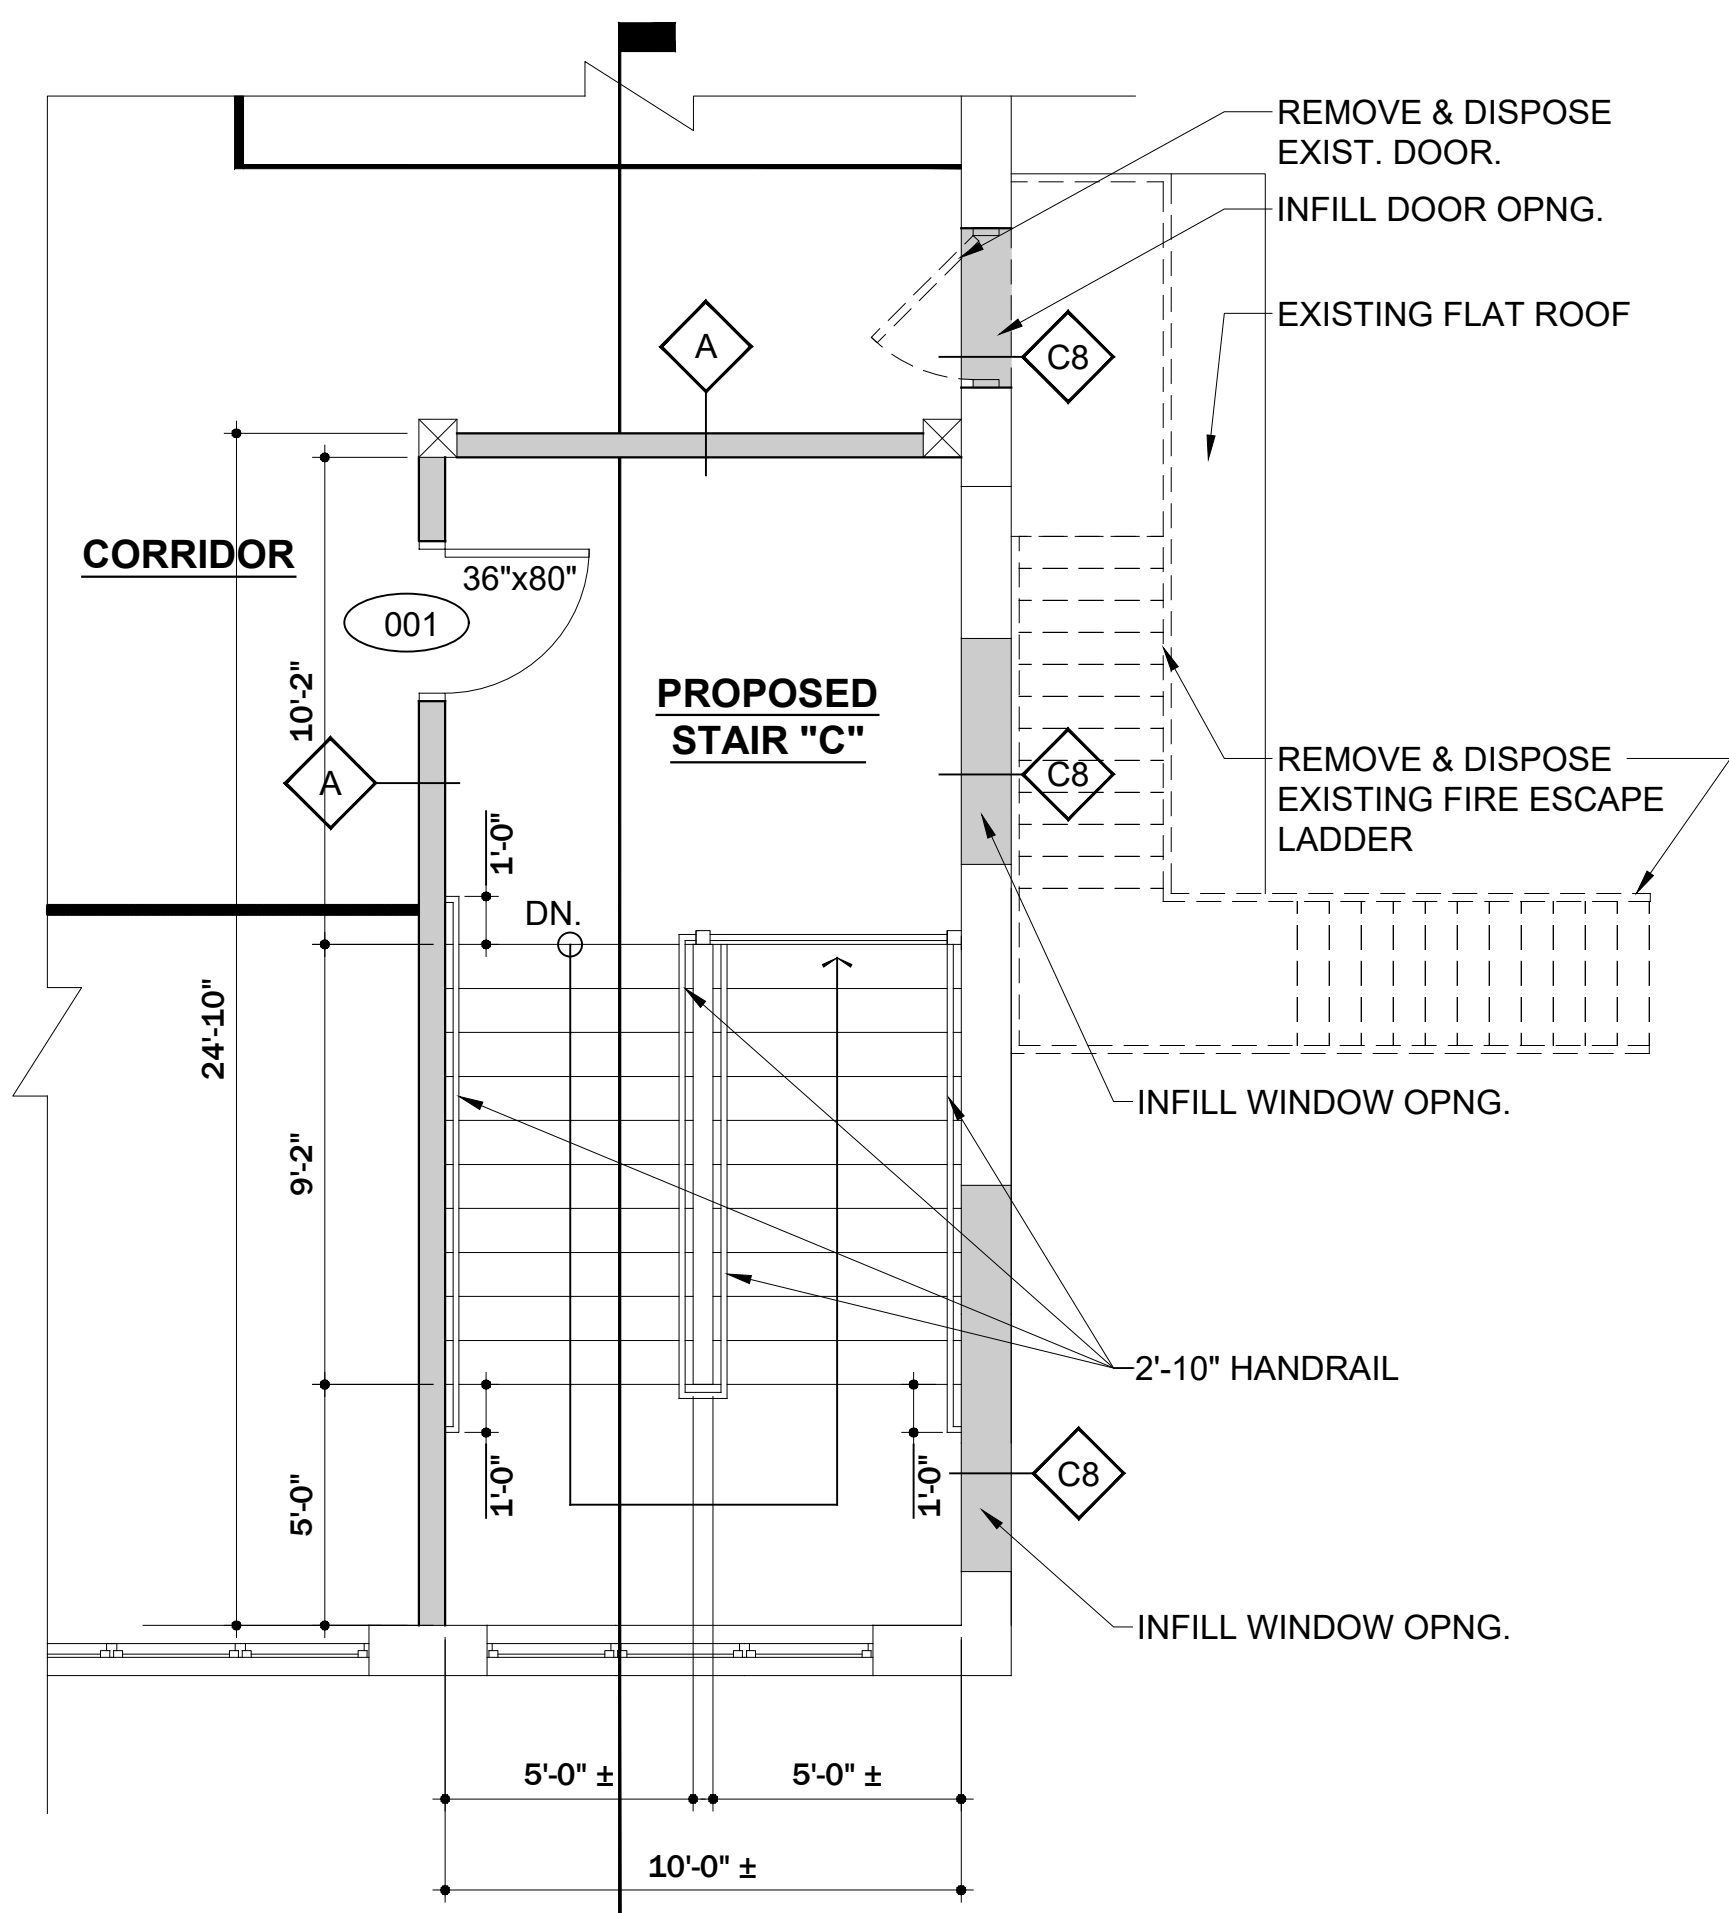 REMOVE & DISPOSE
EXIST. DOOR.
INFILL DOOR OPNG.
EXISTING FLAT ROOF
A
C8
CORRIDOR
36"x80"
001
10'-2"
PROPOSED
STAIR "C"
A
C8
REMOVE & DISPOSE
EXISTING FIRE ESCAPE
LADDER
1'-0"
DN.
24'-10"
INFILL WINDOW OPNG.
9'-2"
2'-10" HANDRAIL
5'-0"
1'-0"
1'-0"
C8
INFILL WINDOW OPNG.
5'-0" ±
5'-0" ±
10'-0" ±